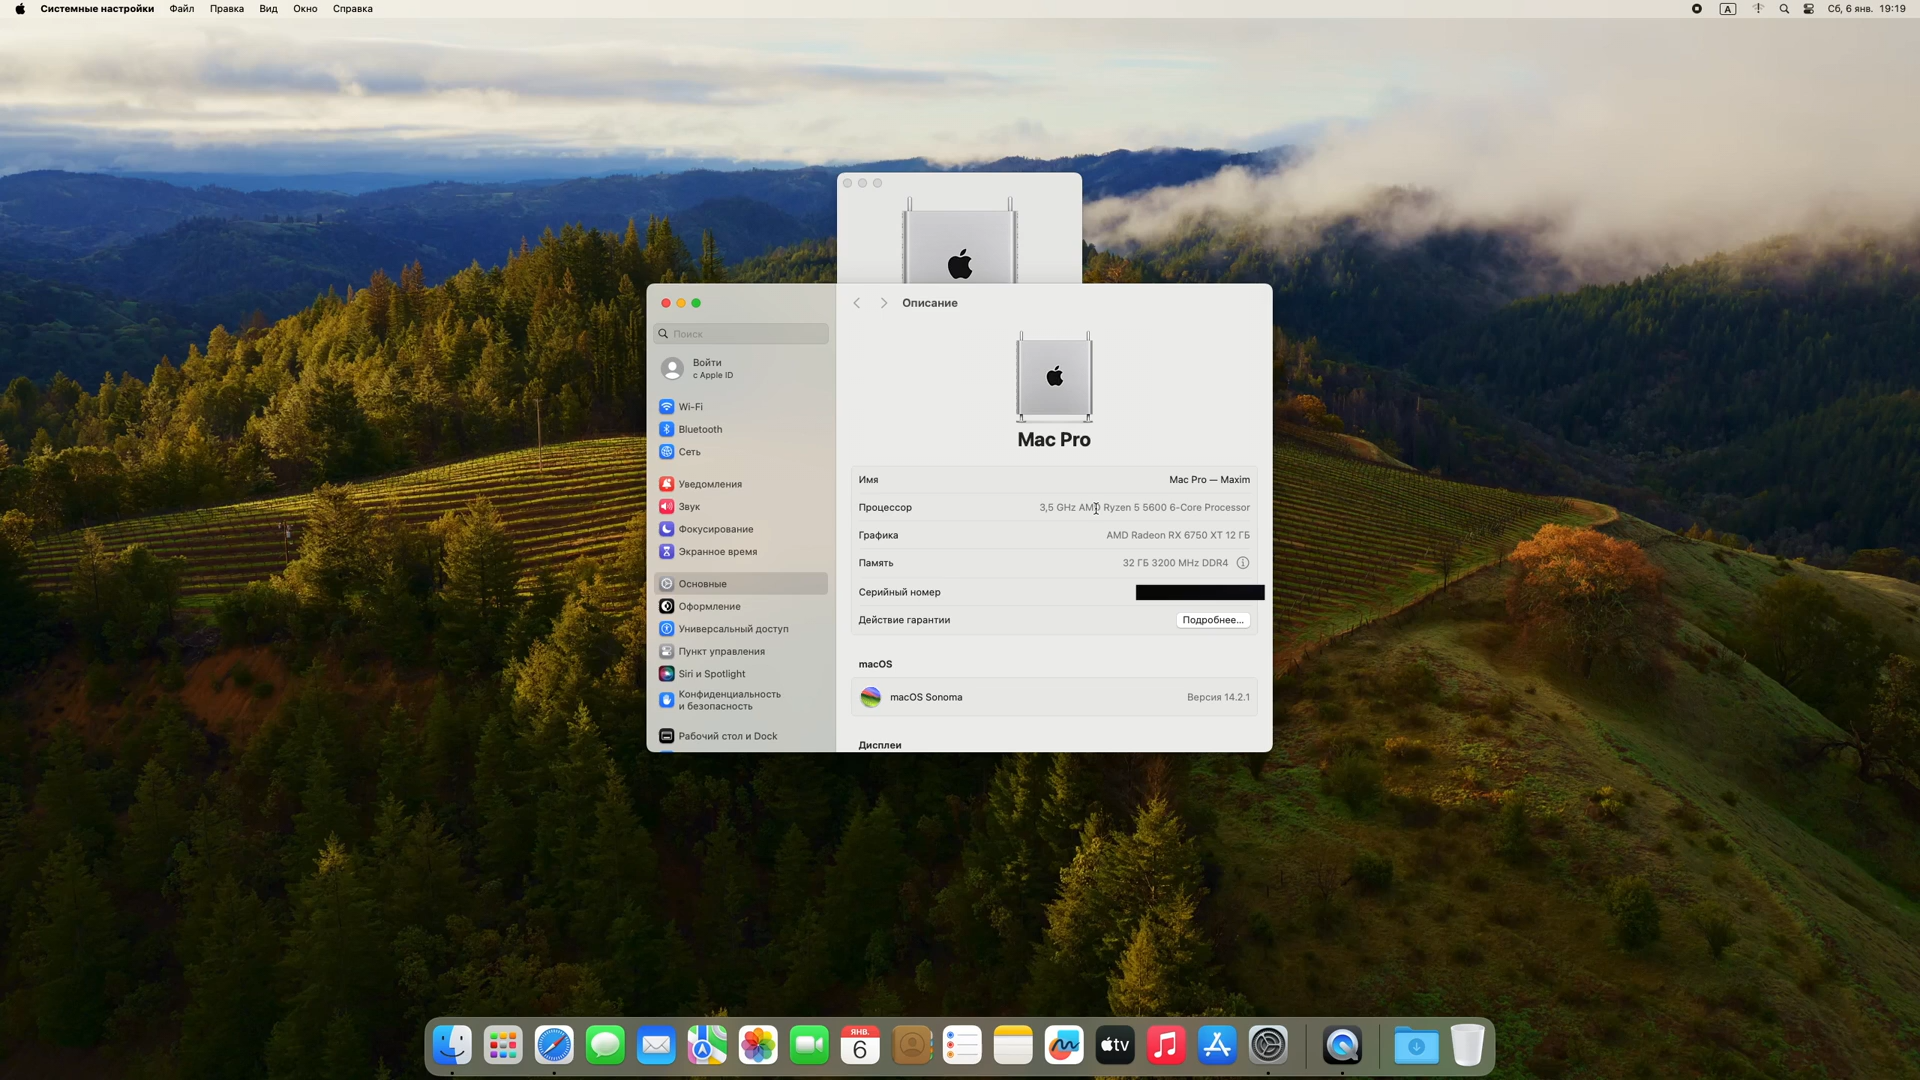 Системные настройки Файл Правка Вид Окно Справка
A Сб, 6 янв. 19:19
Описание
Поиск
Войти
с Apple ID
Wi-Fi
Bluetooth
Сеть
Уведомления
Звук
Фокусирование
Экранное время
Основные
Оформление
Универсальный доступ
Пункт управления
Siri и Spotlight
Конфиденциальность
и безопасность
Рабочий стол и Dock
Mac Pro
Имя Mac Pro — Maxim
Процессор 3,5 GHz AMD Ryzen 5 5600 6-Core Processor
Графика AMD Radeon RX 6750 XT 12 ГБ
Память 32 ГБ 3200 MHz DDR4
Серийный номер
Действие гарантии Подробнее...
macOS
macOS Sonoma Версия 14.2.1
Дисплеи
ЯНВ.
6
tv